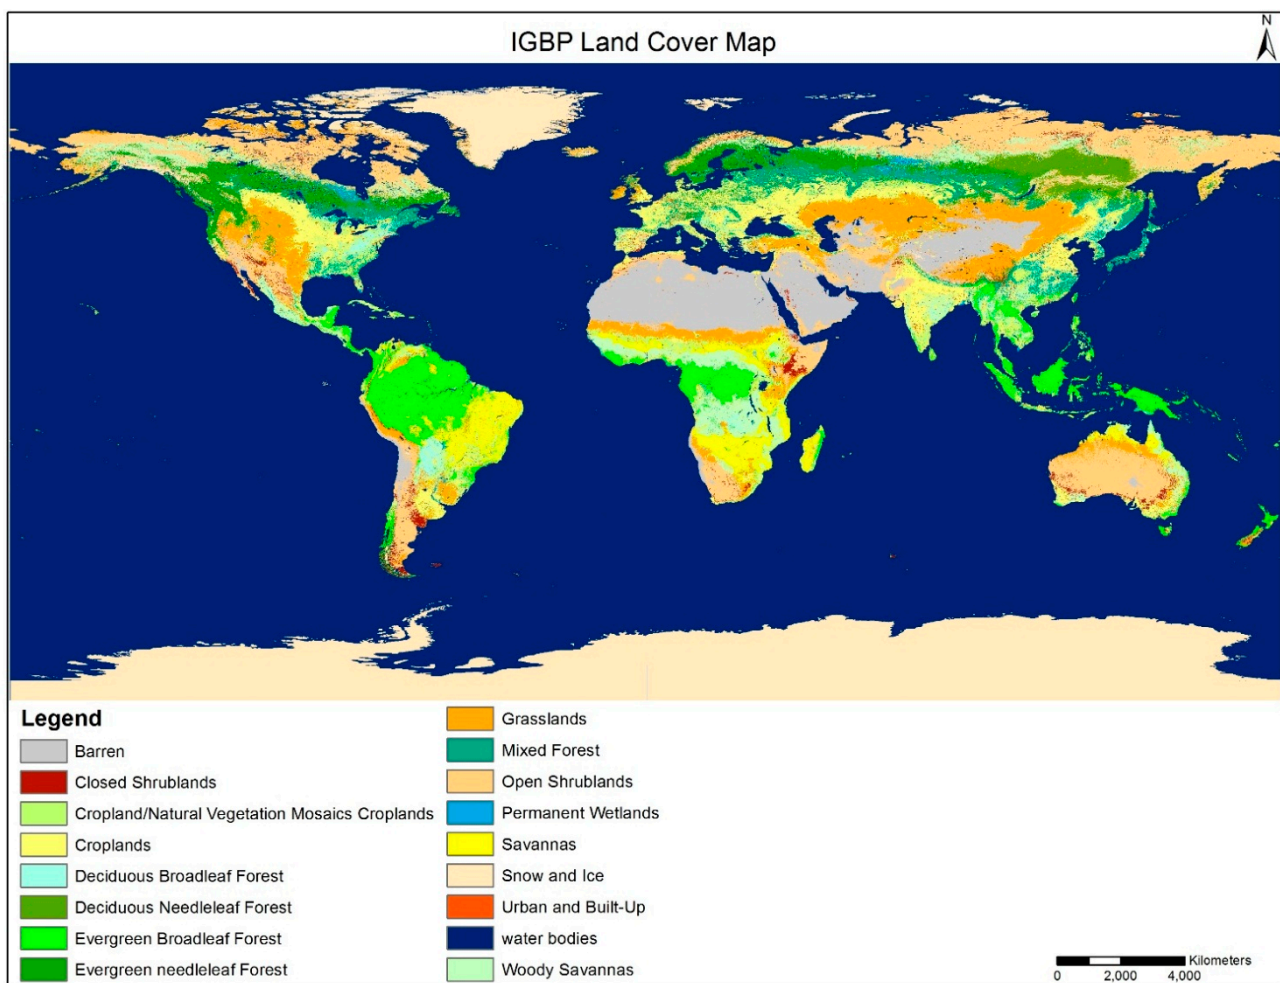 IGBP Land Cover Map
N
Legend
Barren
Closed Shrublands
Cropland/Natural Vegetation Mosaics Croplands
Croplands
Deciduous Broadleaf Forest
Deciduous Needleleaf Forest
Evergreen Broadleaf Forest
Evergreen needleleaf Forest
Grasslands
Mixed Forest
Open Shrublands
Permanent Wetlands
Savannas
Snow and Ice
Urban and Built-Up
water bodies
Woody Savannas
Kilometers
0 2,000 4,000